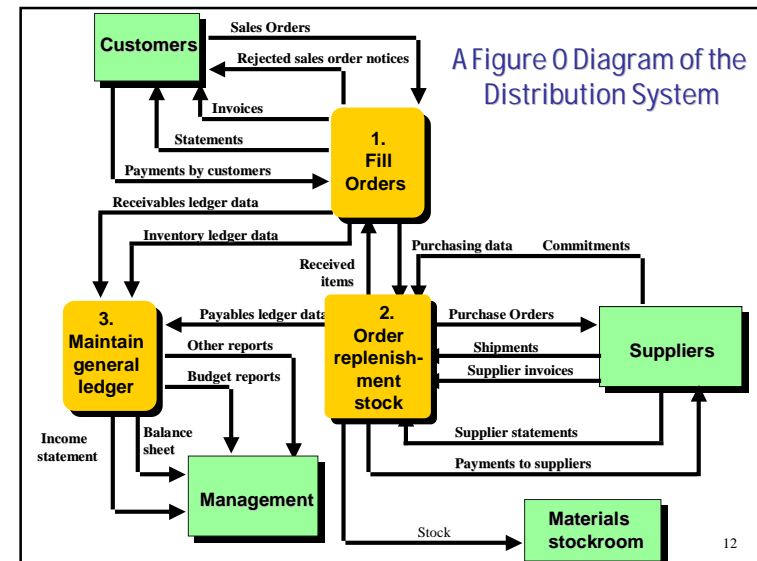 A Figure 0 Diagram of the
Distribution System
Customers
Sales Orders
Rejected sales order notices
Invoices
Statements
Payments by customers
1.
Fill
Orders
Receivables ledger data
Inventory ledger data
Received
items
Purchasing data
Commitments
3.
Maintain
general
ledger
Payables ledger data
2.
Order
replenish-
ment
stock
Purchase Orders
Shipments
Supplier invoices
Suppliers
Other reports
Budget reports
Supplier statements
Payments to suppliers
Income
statement
Balance
sheet
Management
Stock
Materials
stockroom
12